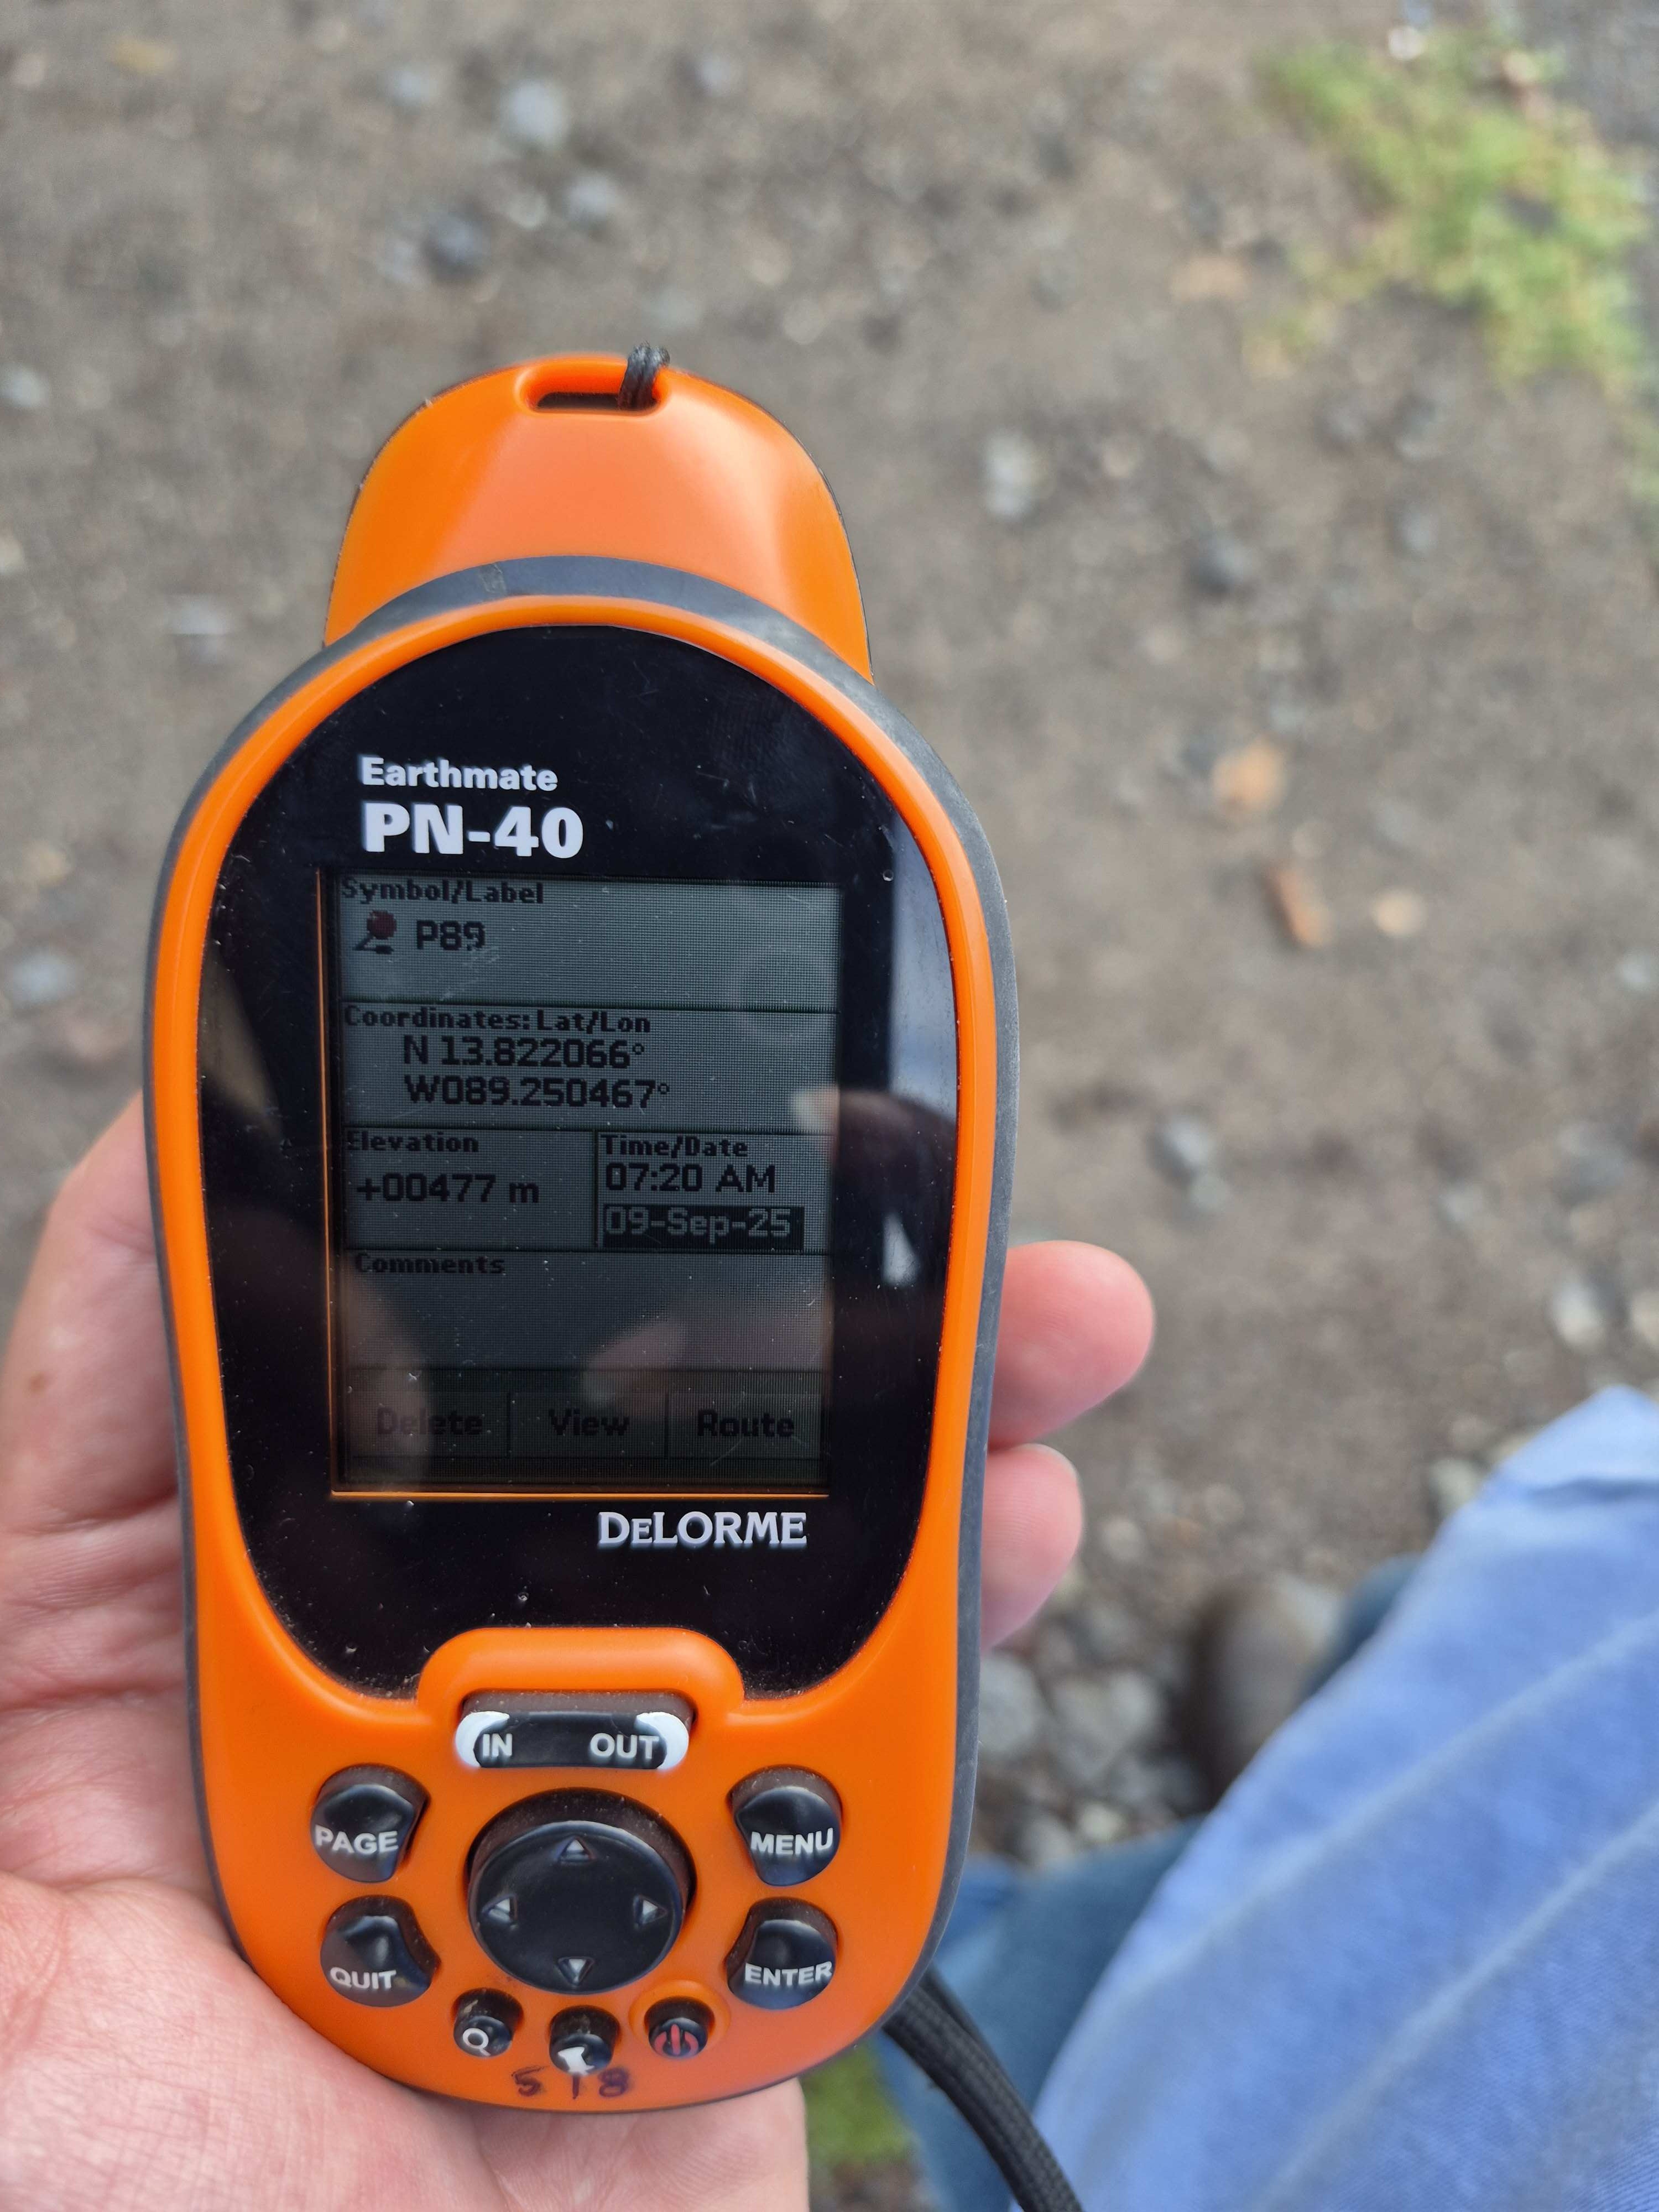 Earthmate
PN-40
Symbol/Label
P89
Coordinates: Lat/Lon
N 13.822066°
W089.250467°
Elevation
+00477 m
Time/Date
07:20 AM
09-Sep-25
Comments
Delete View Route
DeLORME
IN OUT
PAGE MENU
QUIT ENTER
518